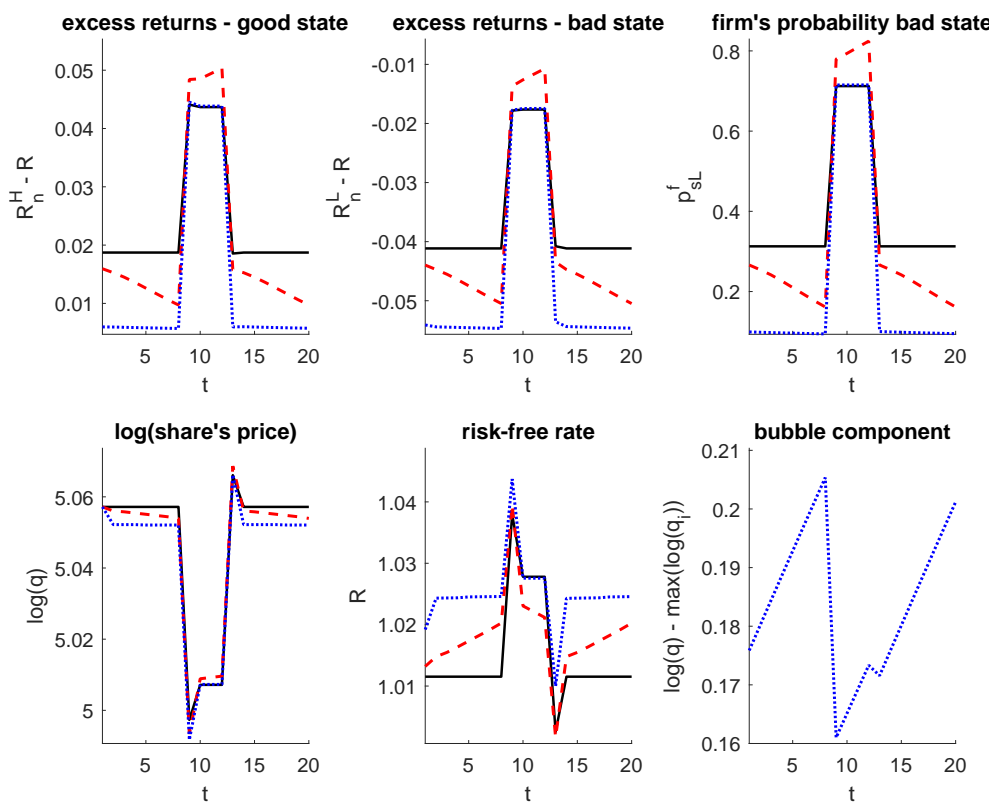 excess returns - good state
excess returns - bad state
firm's probability bad state
R_n^H - R
0.05
0.04
0.03
0.02
0.01
5 10 15 20
t
R_n^L - R
-0.01
-0.02
-0.03
-0.04
-0.05
5 10 15 20
t
p_sL^f
0.8
0.6
0.4
0.2
5 10 15 20
t
log(share's price)
risk-free rate
bubble component
log(q)
5.06
5.04
5.02
5
5 10 15 20
t
R
1.04
1.03
1.02
1.01
5 10 15 20
t
log(q) - max(log(q_i))
0.21
0.2
0.19
0.18
0.17
0.16
5 10 15 20
t